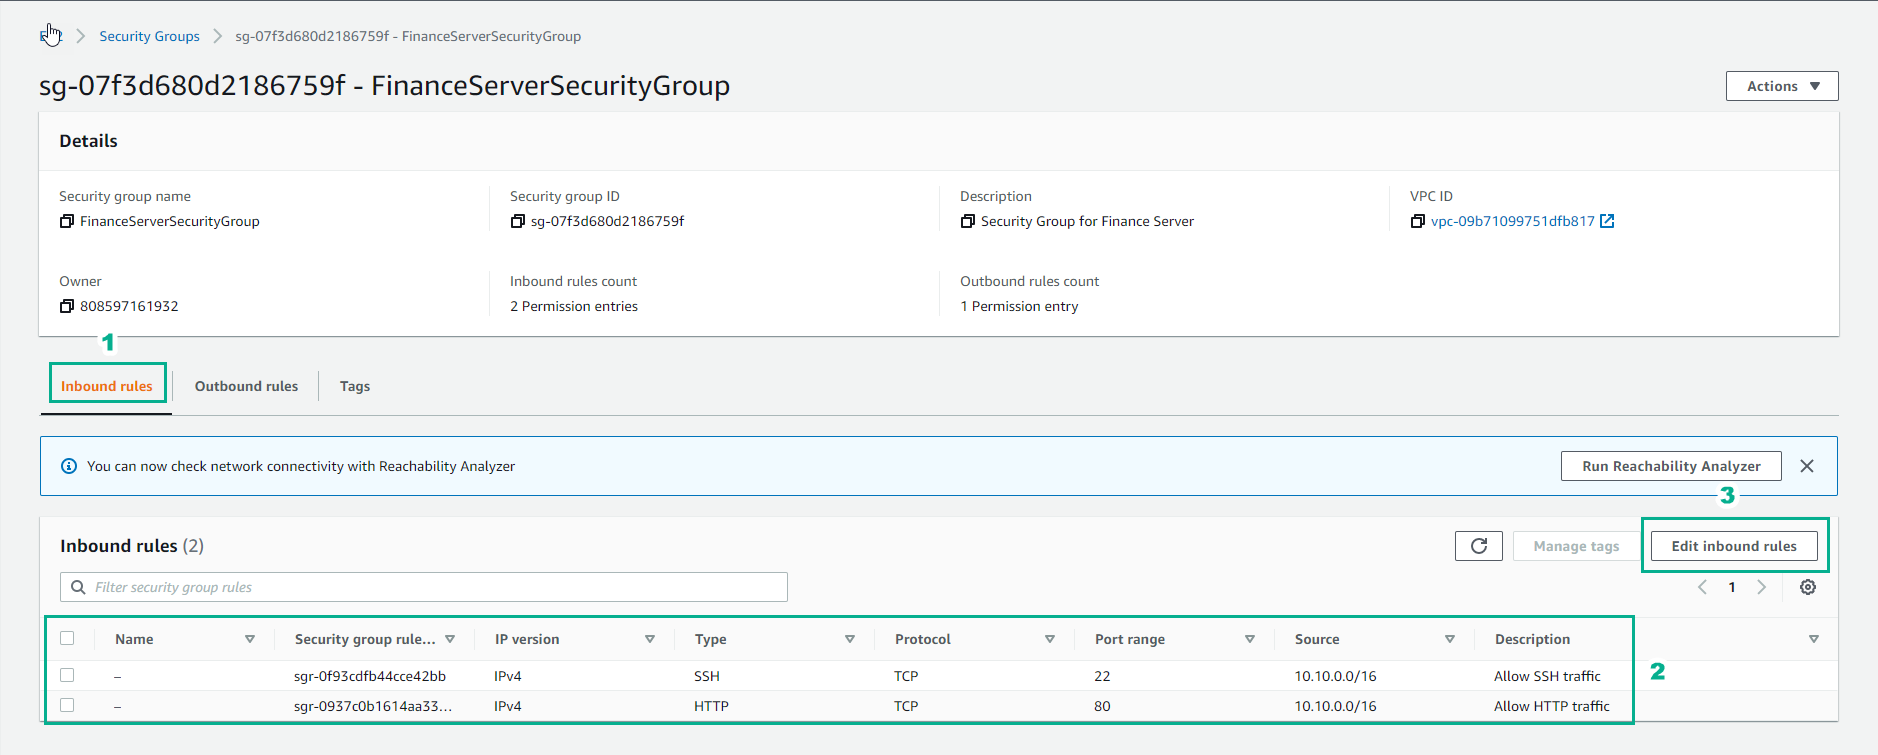 Security Groups sg-07f3d680d2186759f - FinanceServerSecurityGroup
sg-07f3d680d2186759f - FinanceServerSecurityGroup Actions
Details
Security group name Security group ID Description VPC ID
FinanceServerSecurityGroup sg-07f3d680d2186759f Security Group for Finance Server vpc-09b71099751dfb817
Owner Inbound rules count Outbound rules count
808597161932 2 Permission entries 1 Permission entry
1
Inbound rules Outbound rules Tags
You can now check network connectivity with Reachability Analyzer Run Reachability Analyzer
3
Inbound rules (2) Manage tags Edit inbound rules
Filter security group rules 1
Name Security group rule... IP version Type Protocol Port range Source Description
2
– sgr-0f93cdfb44cce42bb IPv4 SSH TCP 22 10.10.0.0/16 Allow SSH traffic
– sgr-0937c0b1614aa33... IPv4 HTTP TCP 80 10.10.0.0/16 Allow HTTP traffic